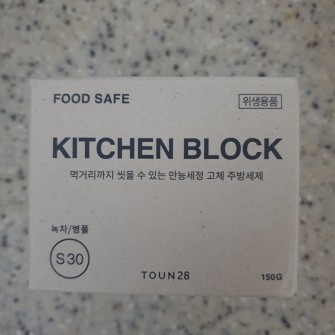 FOOD SAFE
위생용품
KITCHEN BLOCK
먹거리까지 씻을 수 있는 만능세정 고체 주방세제
녹차/병풀
S30
TOUN28
150G